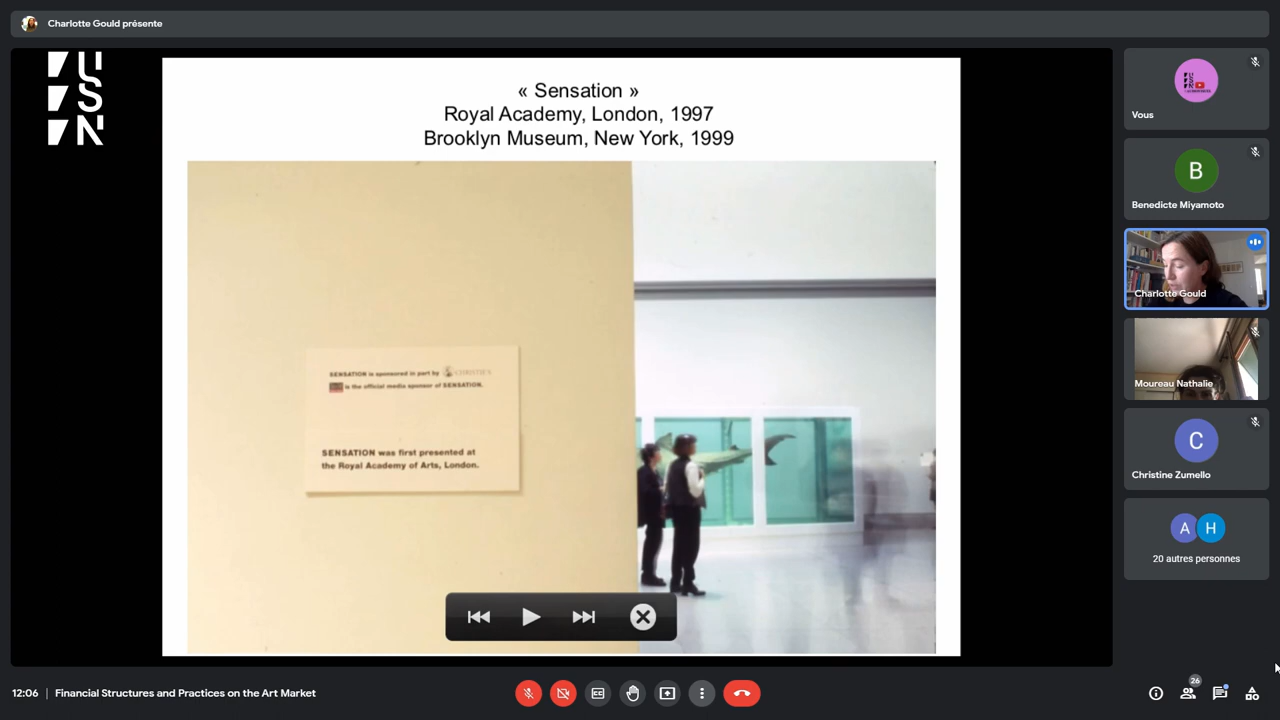 Charlotte Gould présente
USN
« Sensation »
Royal Academy, London, 1997
Brooklyn Museum, New York, 1999
SENSATION is sponsored in part by CHRISTIE'S
is the official media sponsor of SENSATION.
SENSATION was first presented at
the Royal Academy of Arts, London.
Vous
B
Benedicte Miyamoto
Charlotte Gould
Moureau Nathalie
C
Christine Zumello
A H
20 autres personnes
12:06 | Financial Structures and Practices on the Art Market
26